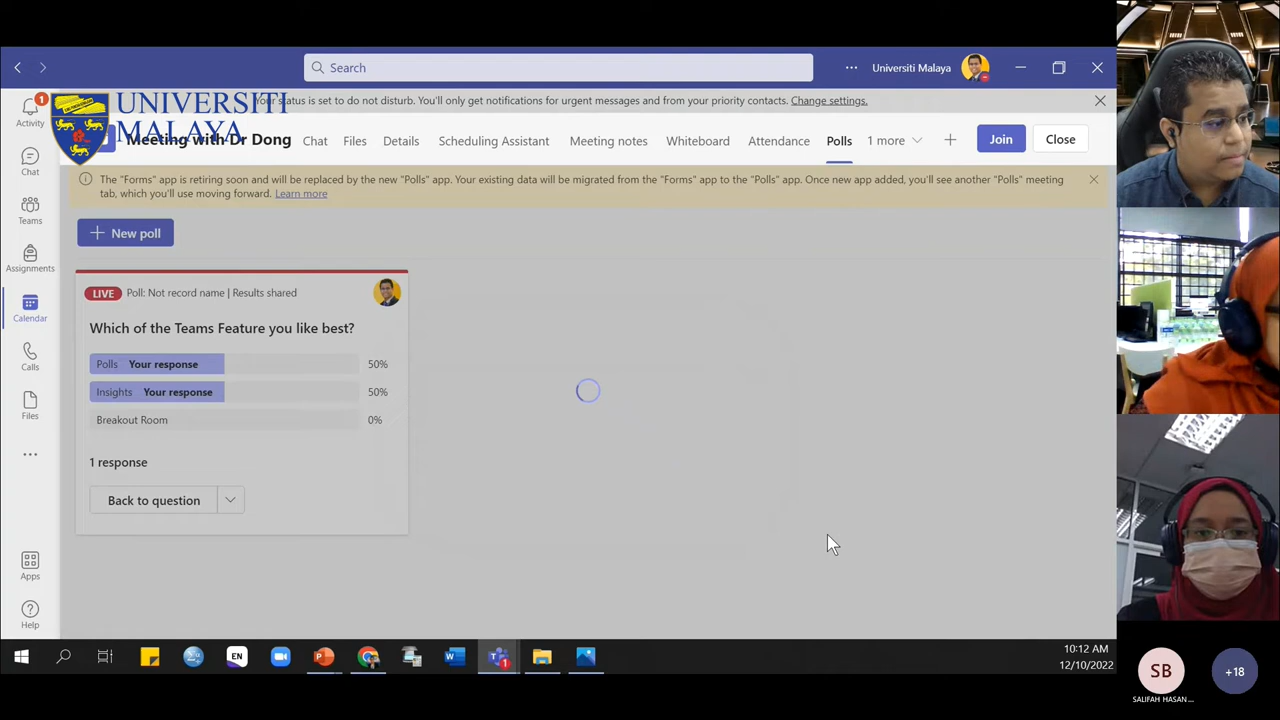 Search
Universiti Malaya
UNIVERSITI
MALAYA
Your status is set to do not disturb. You'll only get notifications for urgent messages and from your priority contacts. Change settings.
1
Activity
Meeting with Dr Dong
Chat
Files
Details
Scheduling Assistant
Meeting notes
Whiteboard
Attendance
Polls
1 more
Join
Close
The "Forms" app is retiring soon and will be replaced by the new "Polls" app. Your existing data will be migrated from the "Forms" app to the "Polls" app. Once new app added, you'll see another "Polls" meeting
tab, which you'll use moving forward. Learn more
Chat
Teams
Assignments
Calendar
Calls
Files
Apps
Help
New poll
LIVE Poll: Not record name | Results shared
Which of the Teams Feature you like best?
Polls Your response 50%
Insights Your response 50%
Breakout Room 0%
1 response
Back to question
EN
1
10:12 AM
12/10/2022
SB
SALIFAH HASAN ...
+18